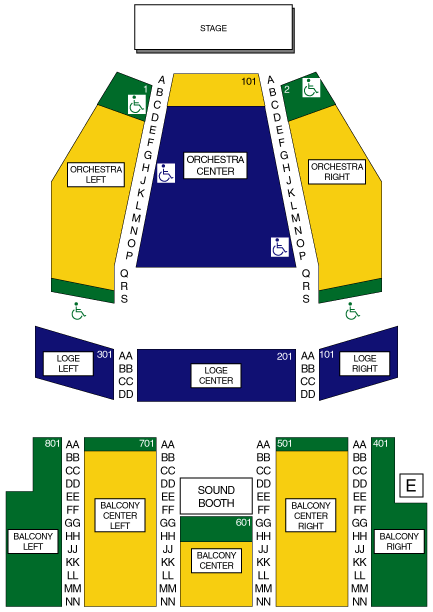 STAGE
1
A
B
C
D
E
F
G
H
J
K
L
M
N
O
P
Q
R
S
101
2
A
B
C
D
E
F
G
H
J
K
L
M
N
O
P
Q
R
S
ORCHESTRA
LEFT
ORCHESTRA
CENTER
ORCHESTRA
RIGHT
301
LOGE
LEFT
AA
BB
CC
DD
201
LOGE
CENTER
AA
BB
CC
DD
101
LOGE
RIGHT
801
BALCONY
LEFT
AA
BB
CC
DD
EE
FF
GG
HH
JJ
KK
LL
MM
NN
701
BALCONY
CENTER
LEFT
AA
BB
CC
DD
EE
FF
GG
HH
JJ
KK
LL
MM
NN
SOUND
BOOTH
601
BALCONY
CENTER
AA
BB
CC
DD
EE
FF
GG
HH
JJ
KK
LL
MM
NN
501
BALCONY
CENTER
RIGHT
AA
BB
CC
DD
EE
FF
GG
HH
JJ
KK
LL
MM
NN
401
E
BALCONY
RIGHT